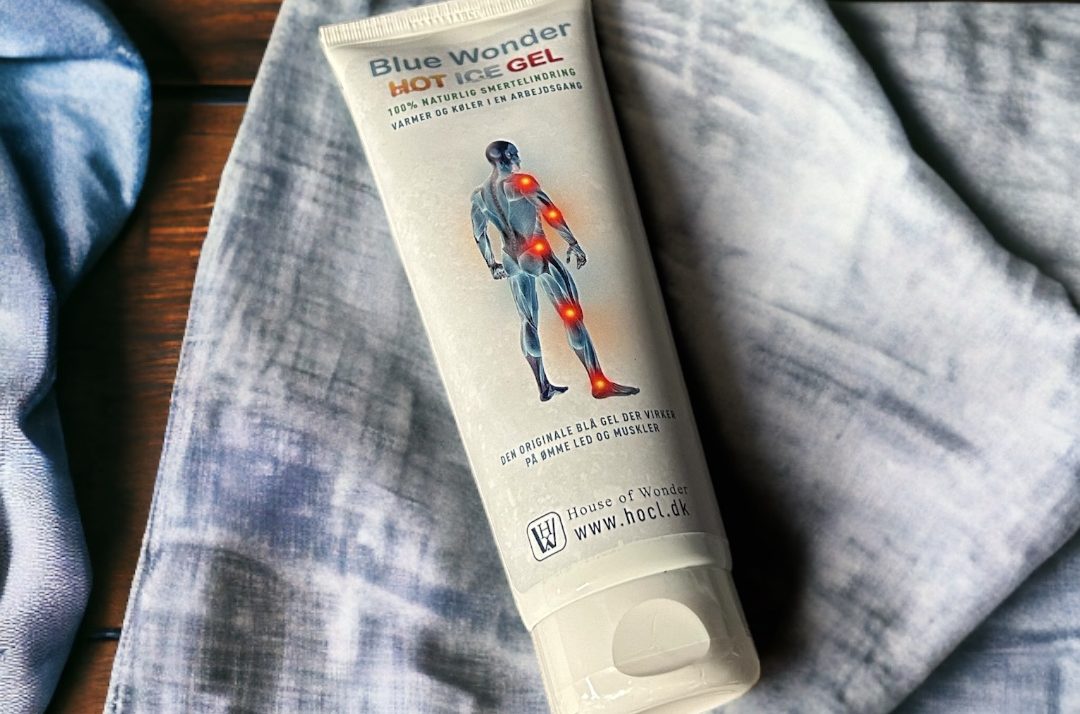 Blue Wonder
HOT ICE GEL
100% NATURLIG SMERTELINDRING
VARMER OG KØLER I EN ARBEJDSGANG
DEN ORIGINALE BLÅ GEL DER VIRKER
PÅ ØMME LED OG MUSKLER
HW
House of Wonder
www.hocl.dk